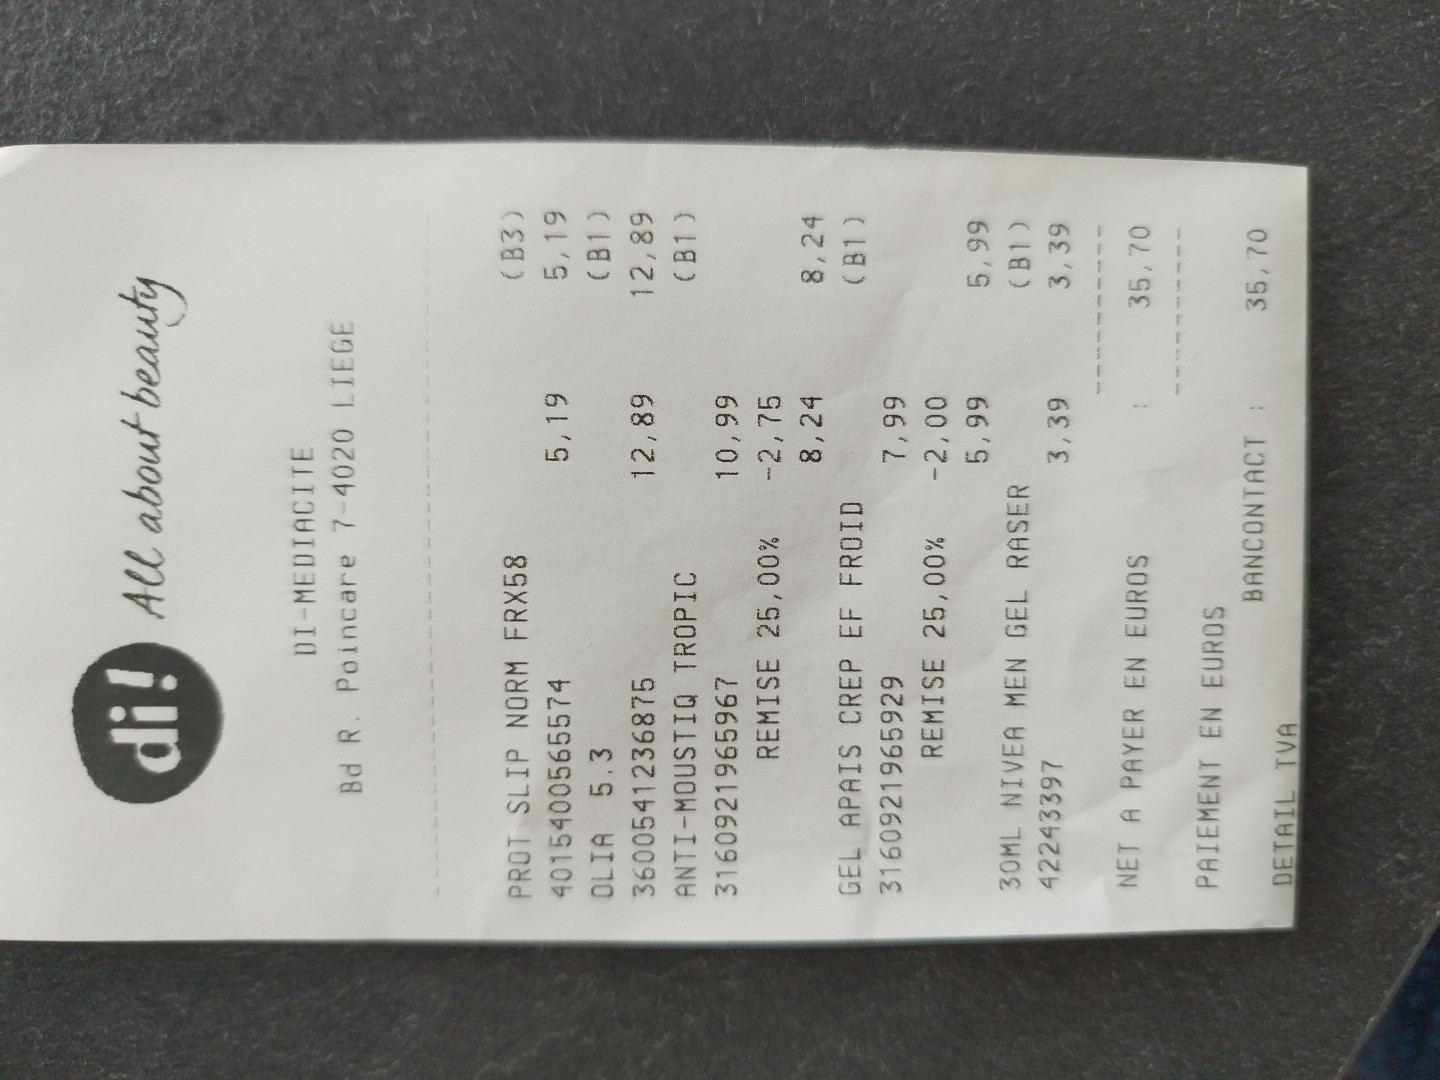 di! All about beauty
DI-MEDIACITE
Bd R. Poincare 7-4020 LIEGE
--------------------------------
PROT SLIP NORM FRX58 (B3)
4015400565574 5,19 5,19
OLIA 5.3 (B1)
3600541236875 12,89 12,89
ANTI-MOUSTIQ TROPIC (B1)
3160921965967 10,99
REMISE 25,00% -2,75
8,24 8,24
GEL APAIS CREP EF FROID (B1)
3160921965929 7,99
REMISE 25,00% -2,00
5,99 5,99
30ML NIVEA MEN GEL RASER (B1)
42243397 3,39 3,39
---------
NET A PAYER EN EUROS : 35,70
---------
PAIEMENT EN EUROS
BANCONTACT : 35,70
DETAIL TVA